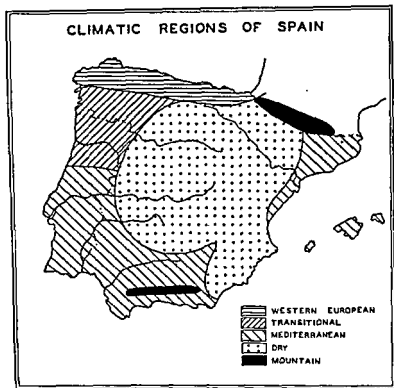 CLIMATIC REGIONS OF SPAIN
WESTERN EUROPEAN
TRANSITIONAL
MEDITERRANEAN
DRY
MOUNTAIN